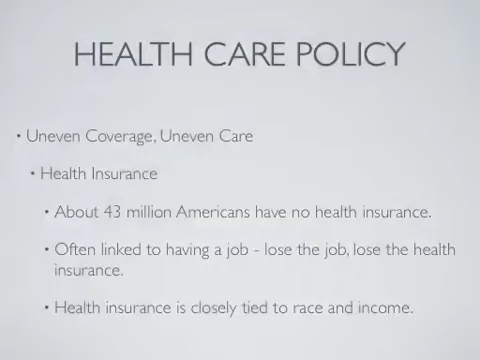 HEALTH CARE POLICY
• Uneven Coverage, Uneven Care
• Health Insurance
• About 43 million Americans have no health insurance.
• Often linked to having a job - lose the job, lose the health
insurance.
• Health insurance is closely tied to race and income.